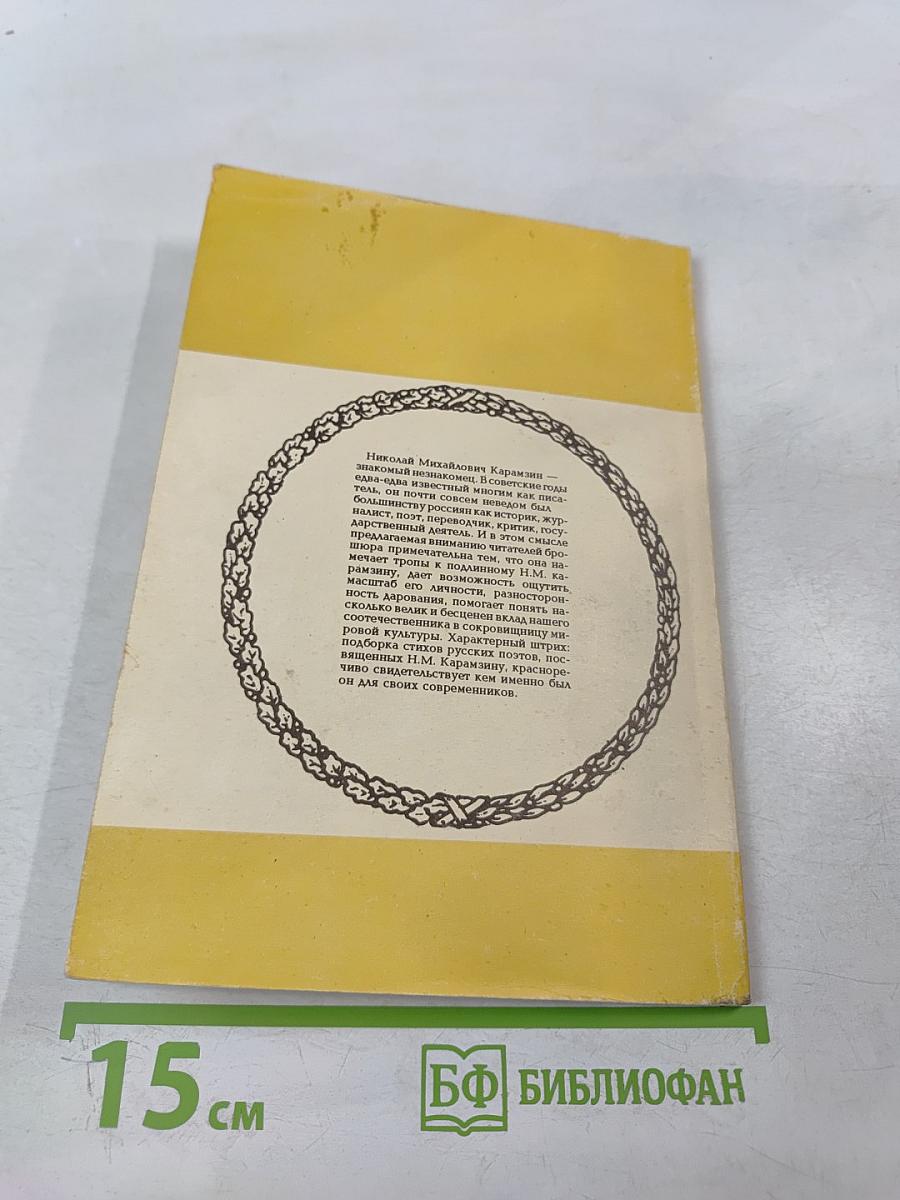 Николай Михайлович Карамзин —
знакомый незнакомец. В советские годы
едва-едва известный многим как писа-
тель, он почти совсем неведом был
большинству россиян как историк, жур-
налист, поэт, переводчик, критик, госу-
дарственный деятель. И в этом смысле
предлагаемая вниманию читателей бро-
шюра примечательна тем, что она на-
мечает тропы к подлинному Н.М. ка-
рамзину, дает возможность ощутить
масштаб его личности, разносторон-
ность дарования, помогает понять на-
сколько велик и бесценен вклад нашего
соотечественника в сокровищницу ми-
ровой культуры. Характерный штрих:
подборка стихов русских поэтов, пос-
вященных Н.М. Карамзину, красноре-
чиво свидетельствует кем именно был
он для своих современников.
15 см
БФ БИБЛИОФАН